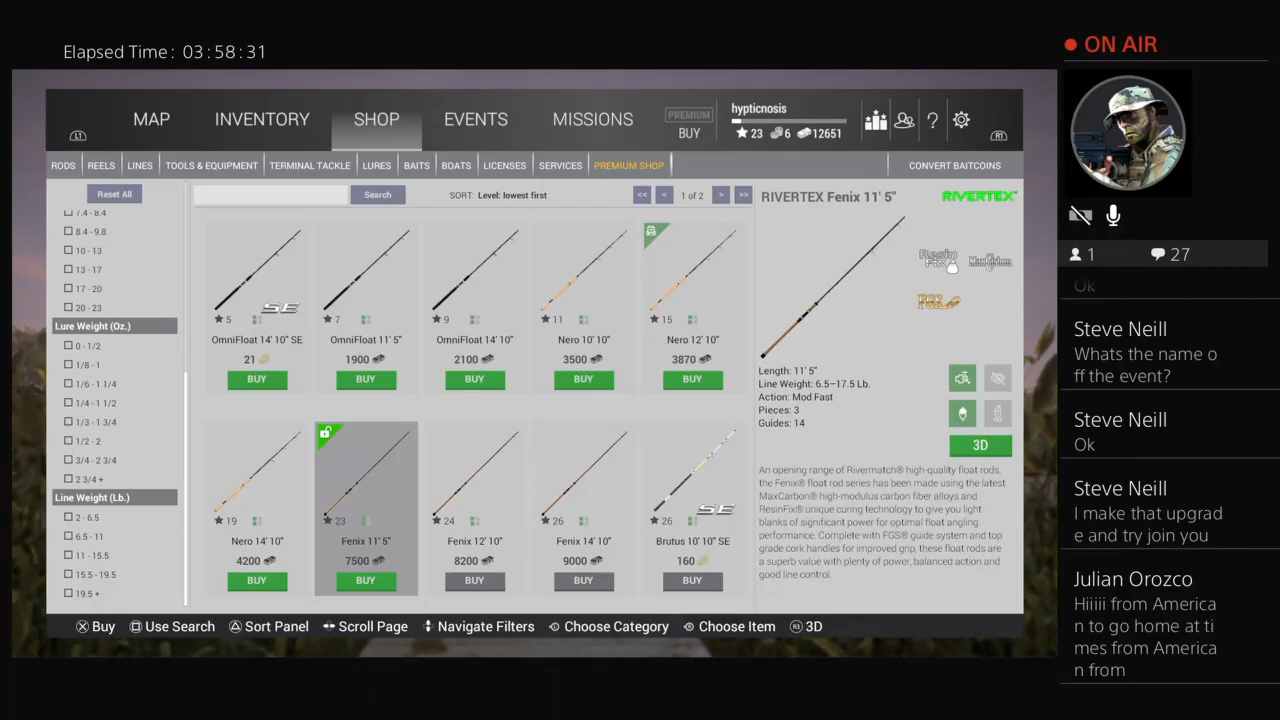 Elapsed Time: 03:58:31
ON AIR
MAP
INVENTORY
SHOP
EVENTS
MISSIONS
PREMIUM
BUY
hypticnosis
23 6 12651
?
L1
R1
RODS
REELS
LINES
TOOLS & EQUIPMENT
TERMINAL TACKLE
LURES
BAITS
BOATS
LICENSES
SERVICES
PREMIUM SHOP
CONVERT BAITCOINS
Reset All
Search
SORT: Level: lowest first
<< < 1 of 2 > >>
7.4 - 8.4
8.4 - 9.8
10 - 13
13 - 17
17 - 20
20 - 23
Lure Weight (Oz.)
0 - 1/2
1/8 - 1
1/6 - 1 1/4
1/4 - 1 1/2
1/3 - 1 3/4
1/2 - 2
3/4 - 2 3/4
2 3/4 +
Line Weight (Lb.)
2 - 6.5
6.5 - 11
11 - 15.5
15.5 - 19.5
19.5 +
SE
5
OmniFloat 14' 10" SE
21
BUY
7
OmniFloat 11' 5"
1900
BUY
9
OmniFloat 14' 10"
2100
BUY
11
Nero 10' 10"
3500
BUY
15
Nero 12' 10"
3870
BUY
19
Nero 14' 10"
4200
BUY
23
Fenix 11' 5"
7500
BUY
24
Fenix 12' 10"
8200
BUY
26
Fenix 14' 10"
9000
BUY
SE
26
Brutus 10' 10" SE
160
BUY
RIVERTEX Fenix 11' 5"
RIVERTEX
Resin Fix
MaxCarbon
Length: 11' 5"
Line Weight: 6.5–17.5 Lb.
Action: Mod Fast
Pieces: 3
Guides: 14
3D
An opening range of Rivermatch® high-quality float rods,
the Fenix® float rod series has been made using the latest
MaxCarbon® high-modulus carbon fiber alloys and
ResinFix® unique curing technology to give you light
blanks of significant power for optimal float angling
performance. Complete with FGS® guide system and top
grade cork handles for improved grip, these float rods are
a superb value with plenty of power, balanced action and
good line control.
Buy
Use Search
Sort Panel
Scroll Page
Navigate Filters
Choose Category
Choose Item
R3 3D
1 27
Ok
Steve Neill
Whats the name o
ff the event?
Steve Neill
Ok
Steve Neill
I make that upgrad
e and try join you
Julian Orozco
Hiiiii from America
n to go home at ti
mes from America
n from